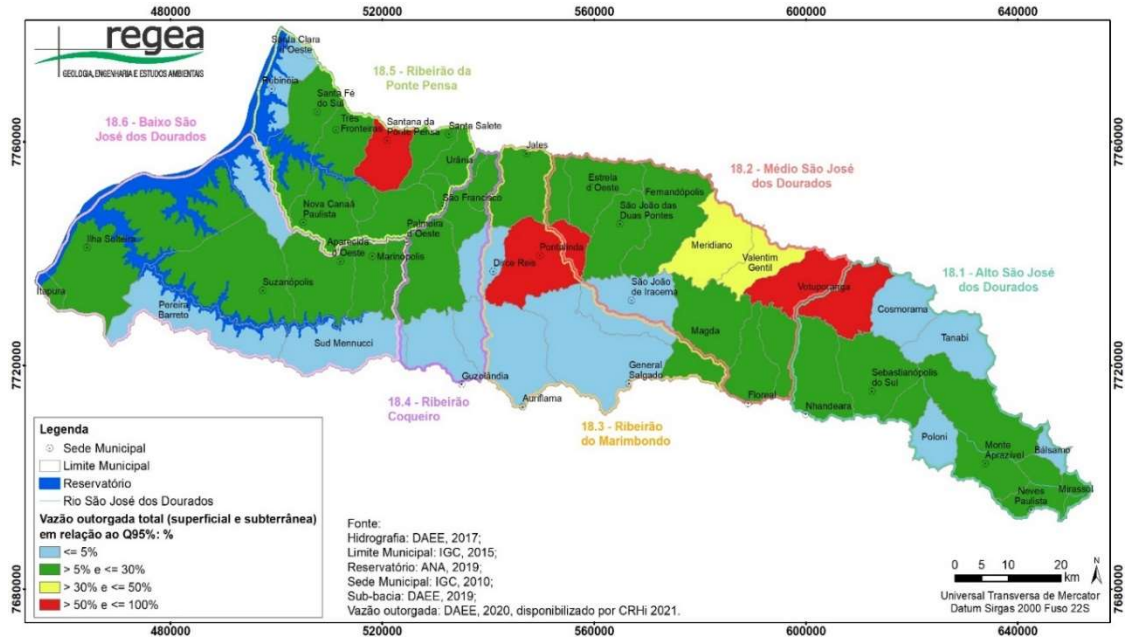 480000 520000 560000 600000 640000
regea
GEOLOGIA, ENGENHARIA E ESTUDOS AMBIENTAIS
Santa Clara
d'Oeste
18.5 - Ribeirão da
Ponte Pensa
Rubinéia
Santa Fé
do Sul
18.6 - Baixo São
José dos Dourados
Três
Fronteiras
Santana da
Ponte Pensa
Santa Salete
7760000
7760000
Jales
Urânia
18.2 - Médio São José
dos Dourados
Estrela
d'Oeste
Fernandópolis
São Francisco
Nova Canaã
Paulista
São João das
Duas Pontes
Palmeira
d'Oeste
Ilha Solteira
Aparecida
d'Oeste
Marinópolis
Pontalinda
Meridiano
Valentim
Gentil
Dirce Reis
18.1 - Alto São José
dos Dourados
Itapura
Suzanópolis
São João
de Iracema
Votuporanga
Pereira
Barreto
Cosmorama
Magda
Tanabi
Sud Mennucci
7720000
7720000
Guzolândia
General
Salgado
Sebastianópolis
do Sul
18.4 - Ribeirão
Coqueiro
Auriflama
Floreal
Nhandeara
18.3 - Ribeirão
do Marimbondo
Poloni
Monte
Aprazível
Bálsamo
Neves
Paulista
Mirassol
Legenda
Sede Municipal
Limite Municipal
Reservatório
Rio São José dos Dourados
Vazão outorgada total (superficial e subterrânea)
em relação ao Q95%: %
<= 5%
> 5% e <= 30%
> 30% e <= 50%
> 50% e <= 100%
Fonte:
Hidrografia: DAEE, 2017;
Limite Municipal: IGC, 2015;
Reservatório: ANA, 2019;
Sede Municipal: IGC, 2010;
Sub-bacia: DAEE, 2019;
Vazão outorgada: DAEE, 2020, disponibilizado por CRHi 2021.
0 5 10 20
km
N
Universal Transversa de Mercator
Datum Sirgas 2000 Fuso 22S
7680000
7680000
480000 520000 560000 600000 640000